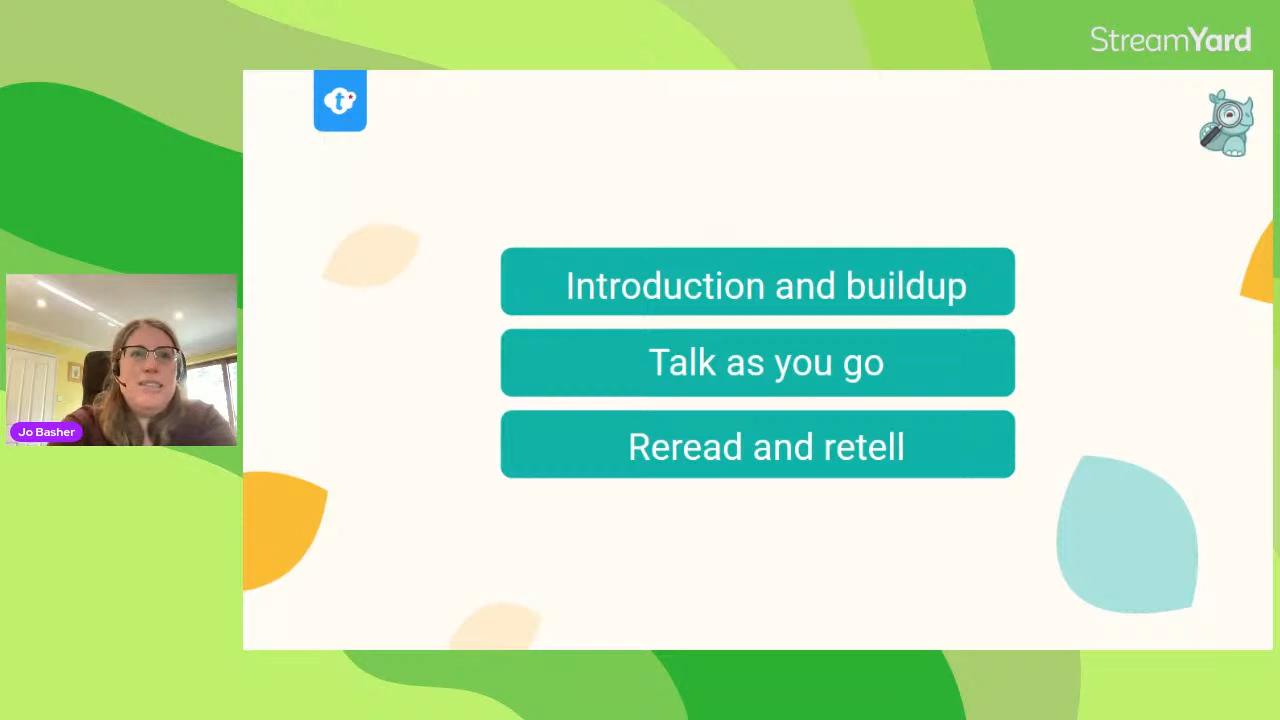 StreamYard
t
Introduction and buildup
Talk as you go
Reread and retell
Jo Basher